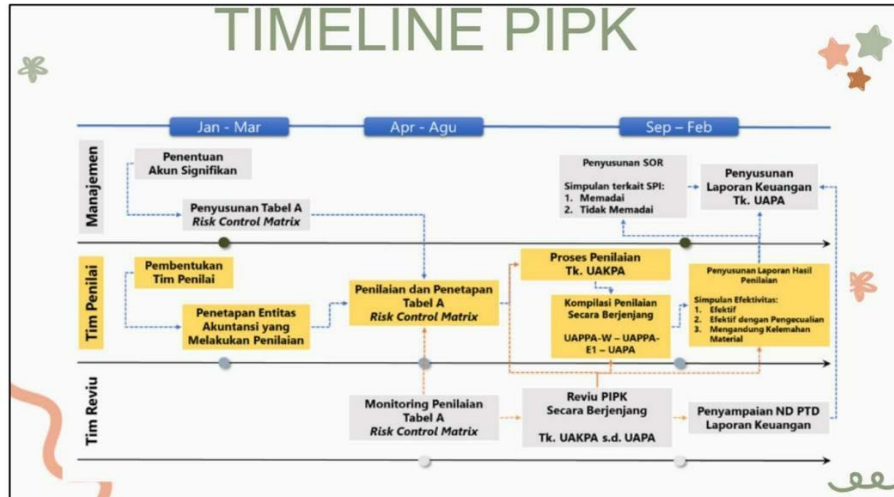 TIMELINE PIPK
Jan - Mar
Apr - Agu
Sep – Feb
Manajemen
Penentuan
Akun Signifikan
Penyusunan Tabel A
Risk Control Matrix
Penyusunan SOR
Simpulan terkait SPI:
1. Memadai
2. Tidak Memadai
Penyusunan
Laporan Keuangan
Tk. UAPA
Tim Penilai
Pembentukan
Tim Penilai
Penetapan Entitas
Akuntansi yang
Melakukan Penilaian
Penilaian dan Penetapan
Tabel A
Risk Control Matrix
Proses Penilaian
Tk. UAKPA
Kompilasi Penilaian
Secara Berjenjang
UAPPA-W – UAPPA-
E1 – UAPA
Penyusunan Laporan Hasil
Penilaian
Simpulan Efektivitas:
1. Efektif
2. Efektif dengan Pengecualian
3. Mengandung Kelemahan
Material
Tim Reviu
Monitoring Penilaian
Tabel A
Risk Control Matrix
Reviu PIPK
Secara Berjenjang
Tk. UAKPA s.d. UAPA
Penyampaian ND PTD
Laporan Keuangan